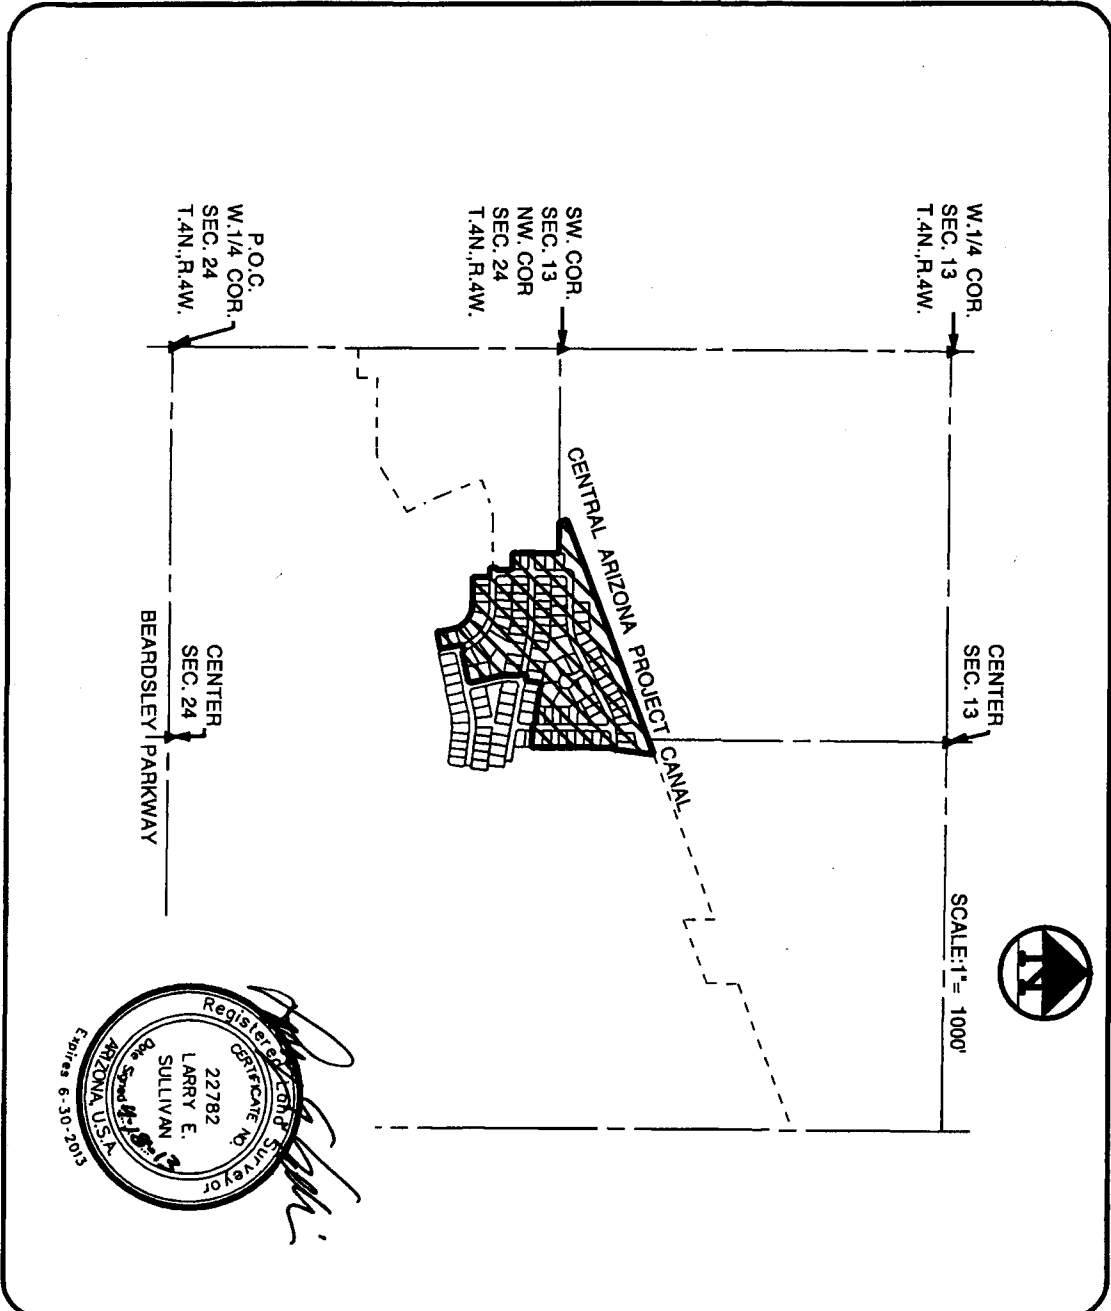 W.1/4 COR.
SEC. 13
T.4N.,R.4W.
CENTER
SEC. 13
SCALE:1"= 1000'
N
SW. COR.
SEC. 13
NW. COR
SEC. 24
T.4N.,R.4W.
CENTRAL ARIZONA PROJECT CANAL
P.O.C.
W.1/4 COR.
SEC. 24
T.4N.,R.4W.
CENTER
SEC. 24
BEARDSLEY PARKWAY
Registered Land Surveyor
CERTIFICATE NO.
22782
LARRY E.
SULLIVAN
Date Signed
ARIZONA, U.S.A.
Expires 6-30-2013